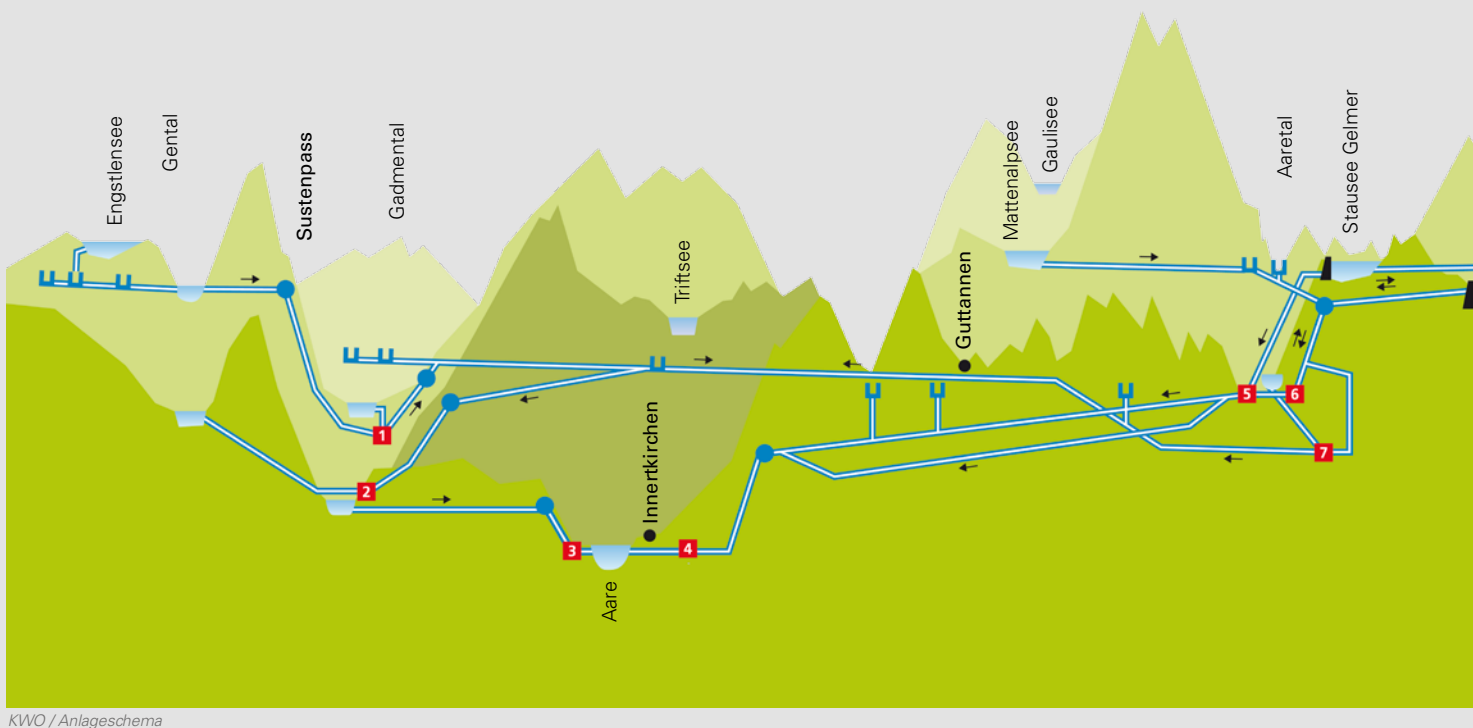 Engstlensee
Gental
Sustenpass
Gadmental
Triftsee
Mattenalpsee
Gaulisee
Aaretal
Stausee Gelmer
Guttannen
Innertkirchen
Aare
1
2
3
4
5
6
7
KWO / Anlageschema